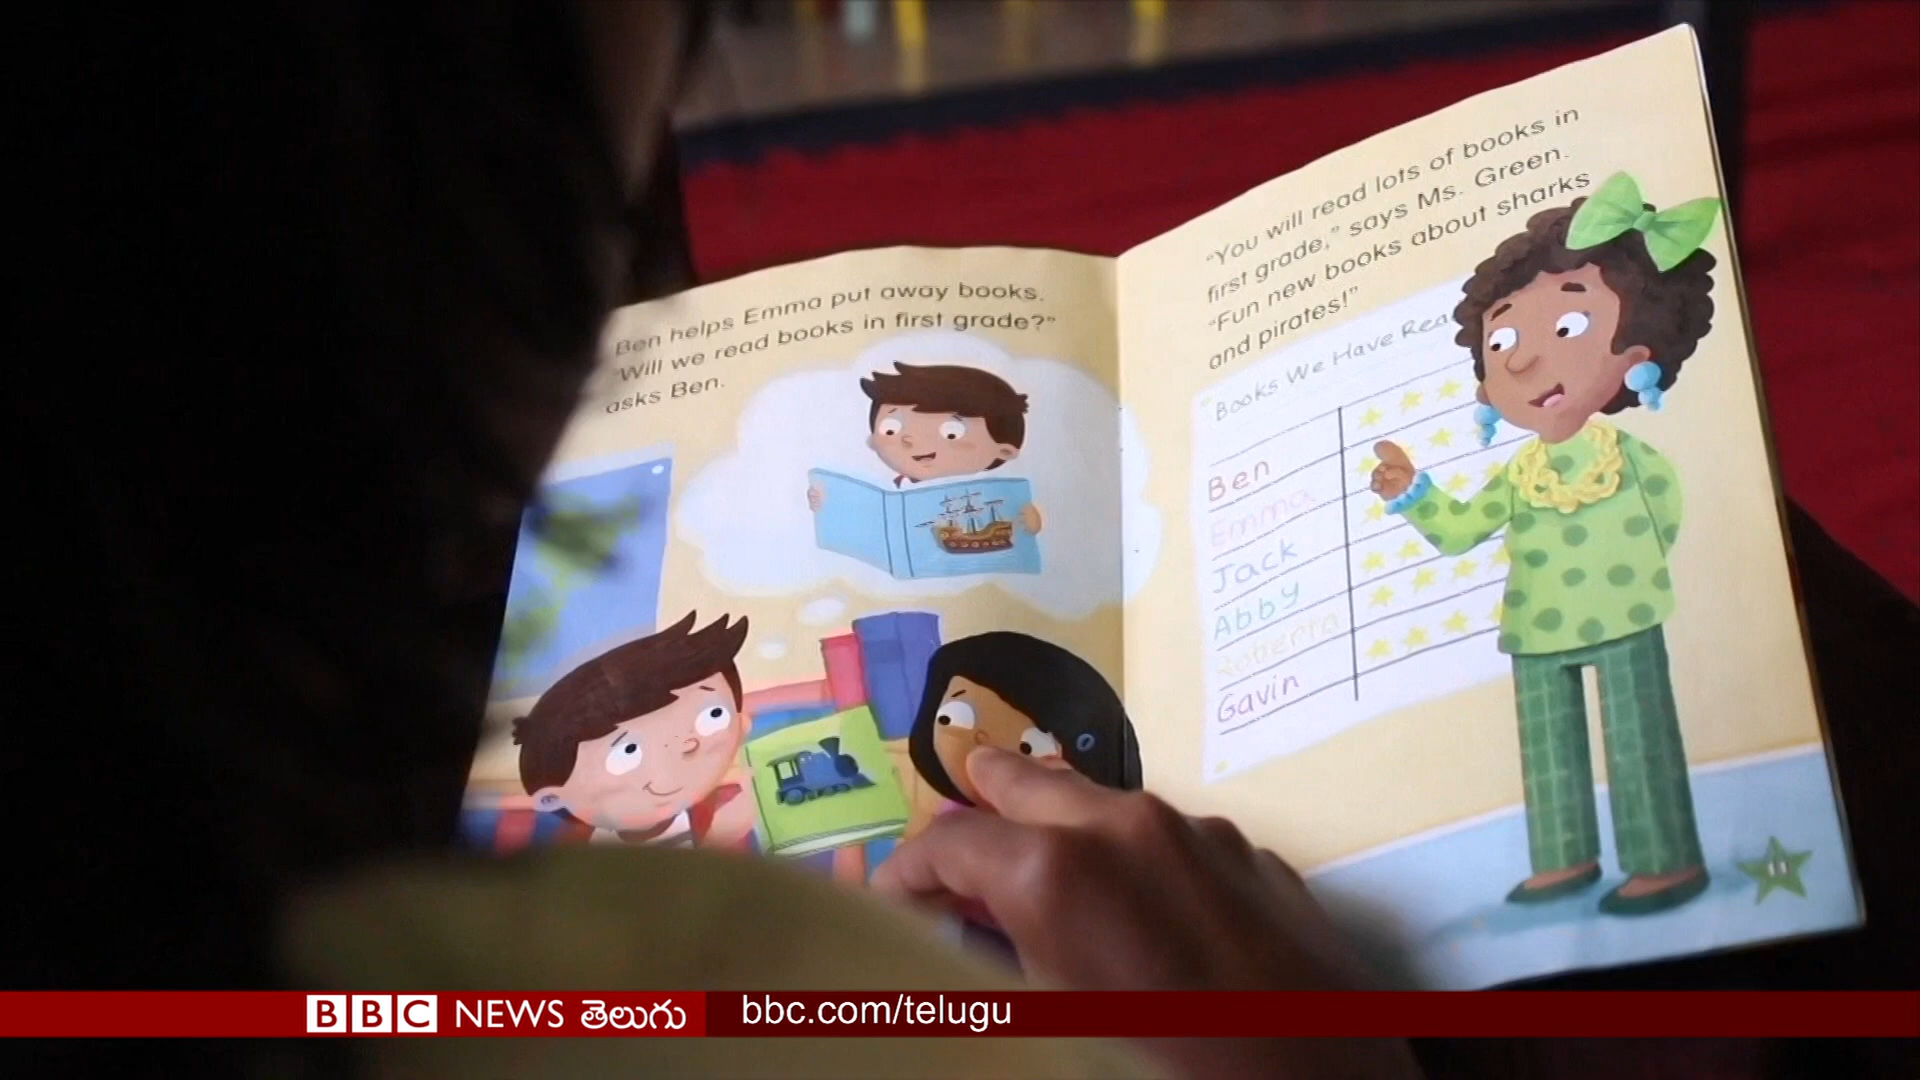 Ben helps Emma put away books.
"Will we read books in first grade?"
asks Ben.
"You will read lots of books in
first grade," says Ms. Green.
"Fun new books about sharks
and pirates!"
Books We Have Rea
Ben
Emma
Jack
Abby
Roberta
Gavin
11
BBC NEWS తెలుగు bbc.com/telugu